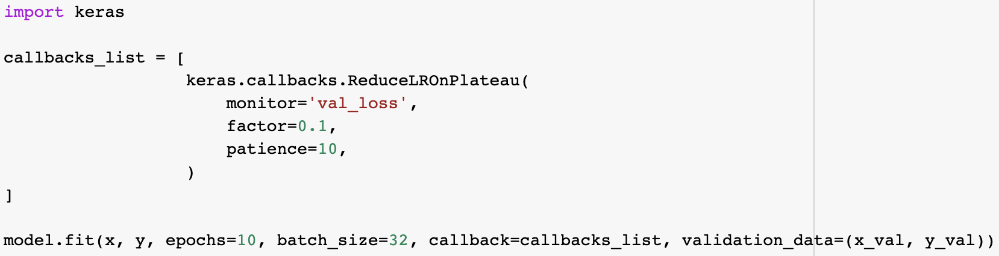 import keras
callbacks_list = [
keras.callbacks.ReduceLROnPlateau(
monitor='val_loss',
factor=0.1,
patience=10,
)
]
model.fit(x, y, epochs=10, batch_size=32, callback=callbacks_list, validation_data=(x_val, y_val))